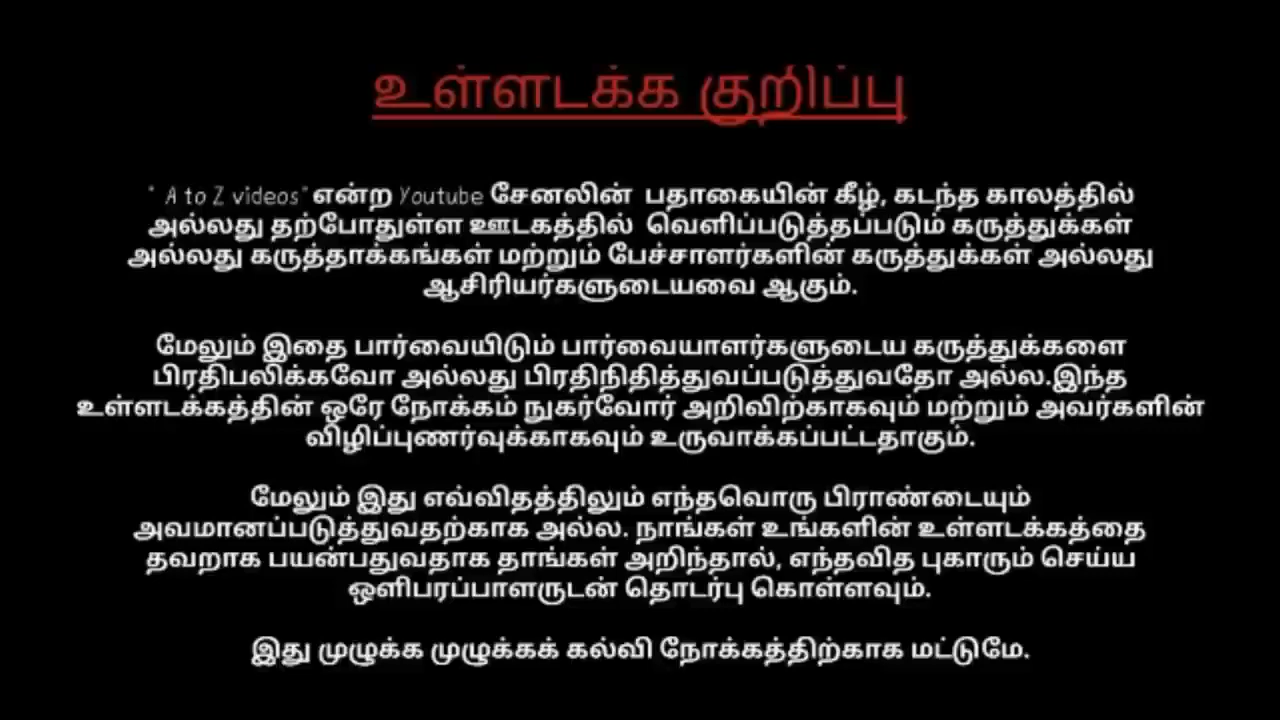 உள்ளடக்க குறிப்பு
" A to Z videos" என்ற Youtube சேனலின் பதாகையின் கீழ், கடந்த காலத்தில்
அல்லது தற்போதுள்ள ஊடகத்தில் வெளிப்படுத்தப்படும் கருத்துக்கள்
அல்லது கருத்தாக்கங்கள் மற்றும் பேச்சாளர்களின் கருத்துக்கள் அல்லது
ஆசிரியர்களுடையவை ஆகும்.
மேலும் இதை பார்வையிடும் பார்வையாளர்களுடைய கருத்துக்களை
பிரதிபலிக்கவோ அல்லது பிரதிநிதித்துவப்படுத்துவதோ அல்ல.இந்த
உள்ளடக்கத்தின் ஒரே நோக்கம் நுகர்வோர் அறிவிற்காகவும் மற்றும் அவர்களின்
விழிப்புணர்வுக்காகவும் உருவாக்கப்பட்டதாகும்.
மேலும் இது எவ்விதத்திலும் எந்தவொரு பிராண்டையும்
அவமானப்படுத்துவதற்காக அல்ல. நாங்கள் உங்களின் உள்ளடக்கத்தை
தவறாக பயன்பதுவதாக தாங்கள் அறிந்தால், எந்தவித புகாரும் செய்ய
ஒளிபரப்பாளருடன் தொடர்பு கொள்ளவும்.
இது முழுக்க முழுக்கக் கல்வி நோக்கத்திற்காக மட்டுமே.